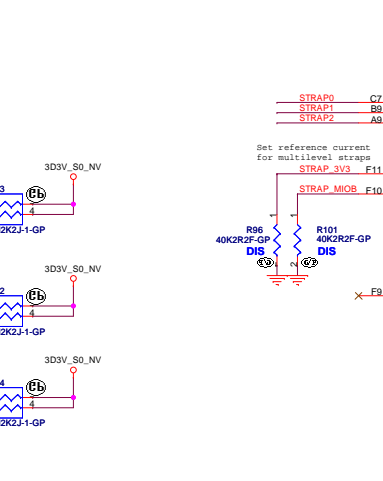 STRAP0 C7
STRAP1 B9
STRAP2 A9
Set reference current
for multilevel straps
STRAP_3V3 F11
STRAP_MIOB F10
1 1
R96 R101
40K2R2F-GP 40K2R2F-GP
DIS DIS
2
F9
3D3V_S0_NV
3
4
2K2J-1-GP
3D3V_S0_NV
2
4
2K2J-1-GP
3D3V_S0_NV
4
4
2K2J-1-GP